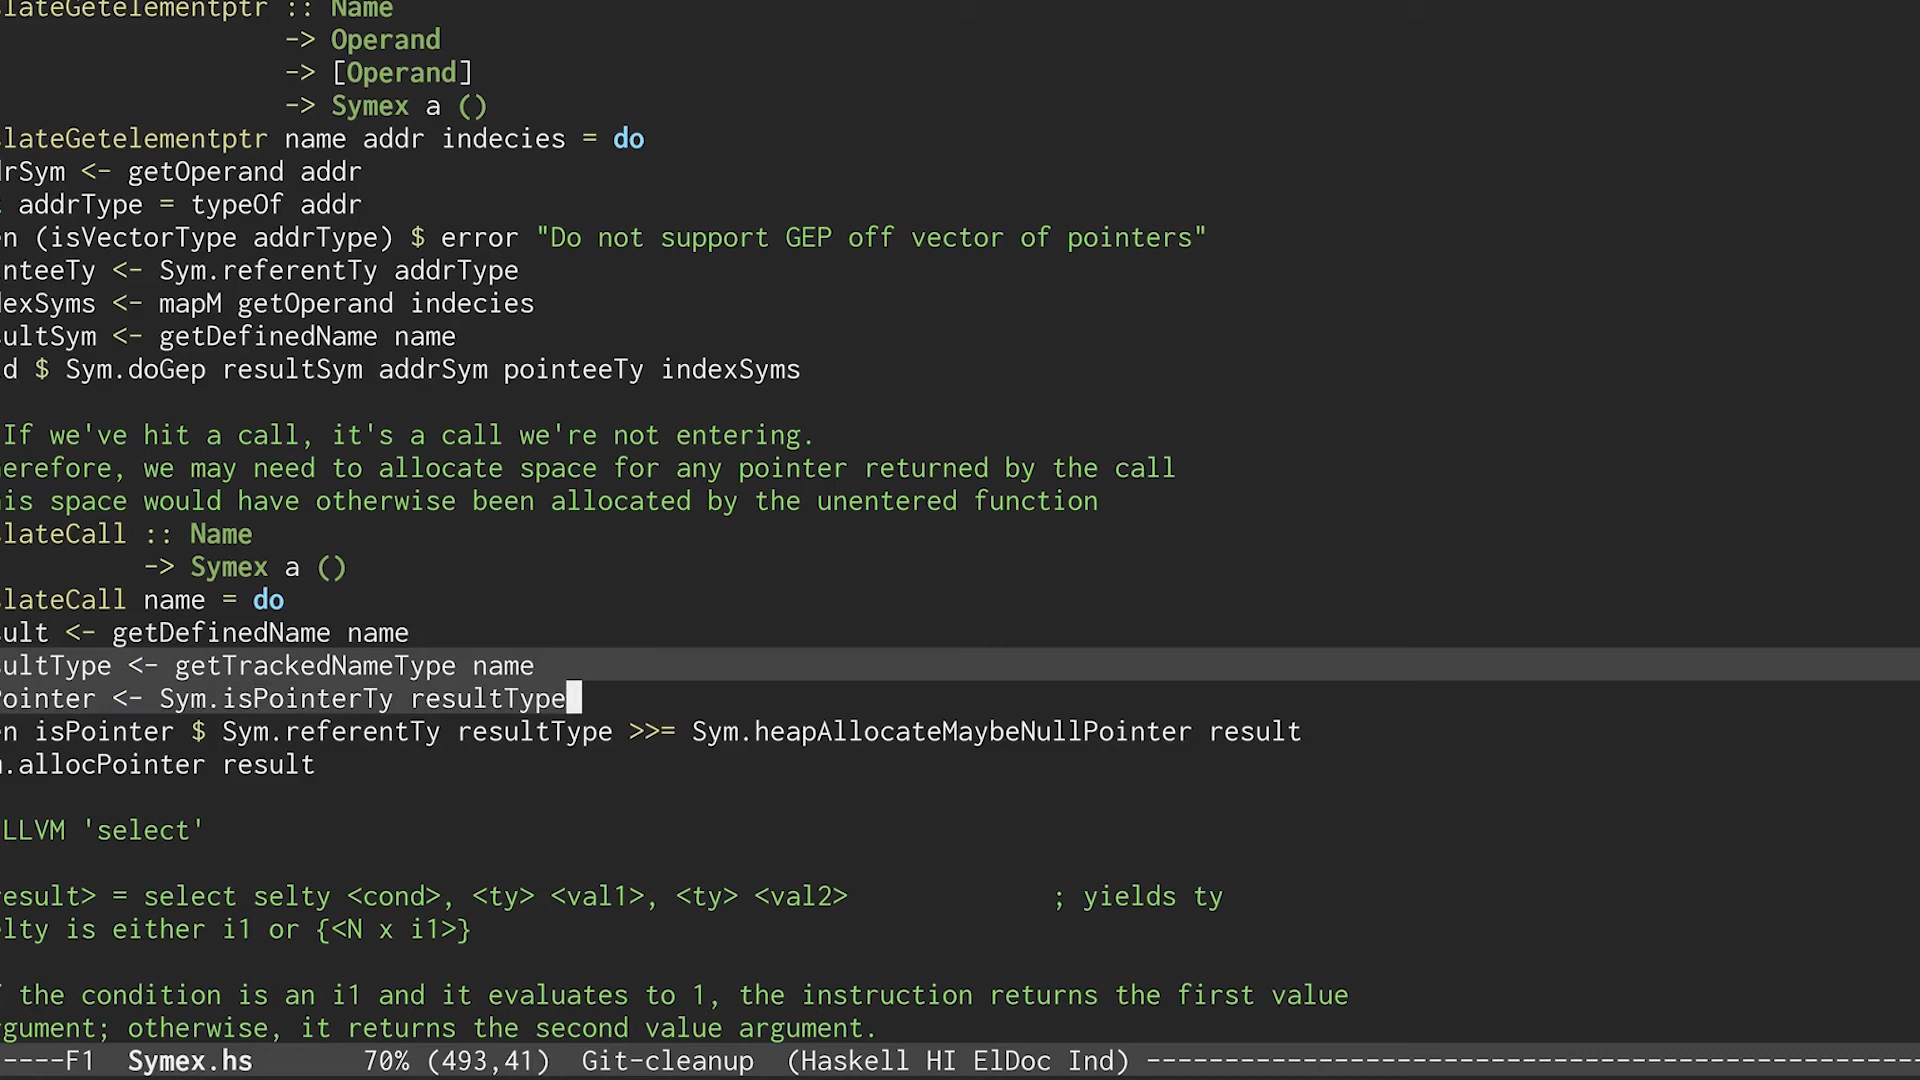 lateGetelementptr :: Name
-> Operand
-> [Operand]
-> Symex a ()
lateGetelementptr name addr indecies = do
rSym <- getOperand addr
addrType = typeOf addr
n (isVectorType addrType) $ error "Do not support GEP off vector of pointers"
nteeTy <- Sym.referentTy addrType
exSyms <- mapM getOperand indecies
ultSym <- getDefinedName name
d $ Sym.doGep resultSym addrSym pointeeTy indexSyms
If we've hit a call, it's a call we're not entering.
erefore, we may need to allocate space for any pointer returned by the call
is space would have otherwise been allocated by the unentered function
lateCall :: Name
-> Symex a ()
lateCall name = do
ult <- getDefinedName name
ultType <- getTrackedNameType name
Pointer <- Sym.isPointerTy resultType
n isPointer $ Sym.referentTy resultType >>= Sym.heapAllocateMaybeNullPointer result
.allocPointer result
LLVM 'select'
esult> = select selty <cond>, <ty> <val1>, <ty> <val2> ; yields ty
lty is either i1 or {<N x i1>}
the condition is an i1 and it evaluates to 1, the instruction returns the first value
gument; otherwise, it returns the second value argument.
----F1 Symex.hs 70% (493,41) Git-cleanup (Haskell HI ElDoc Ind) -------------------------------------------------